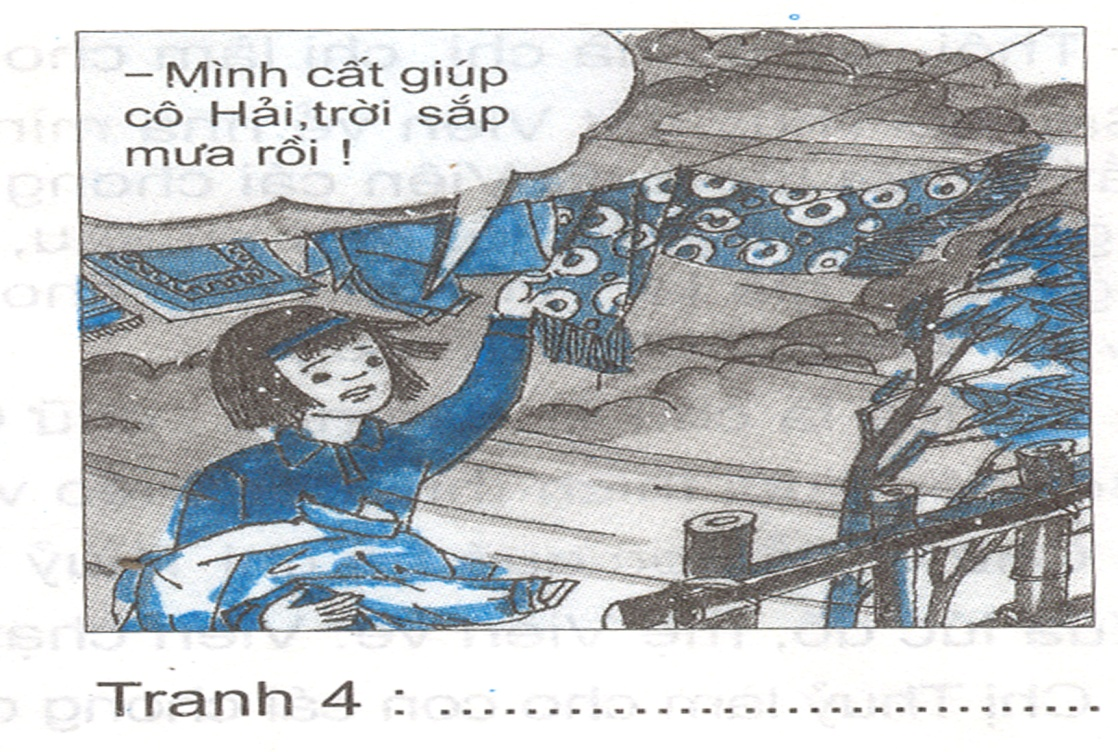 – Mình cất giúp
cô Hải,trời sắp
mưa rồi !
Tranh 4 : ................................